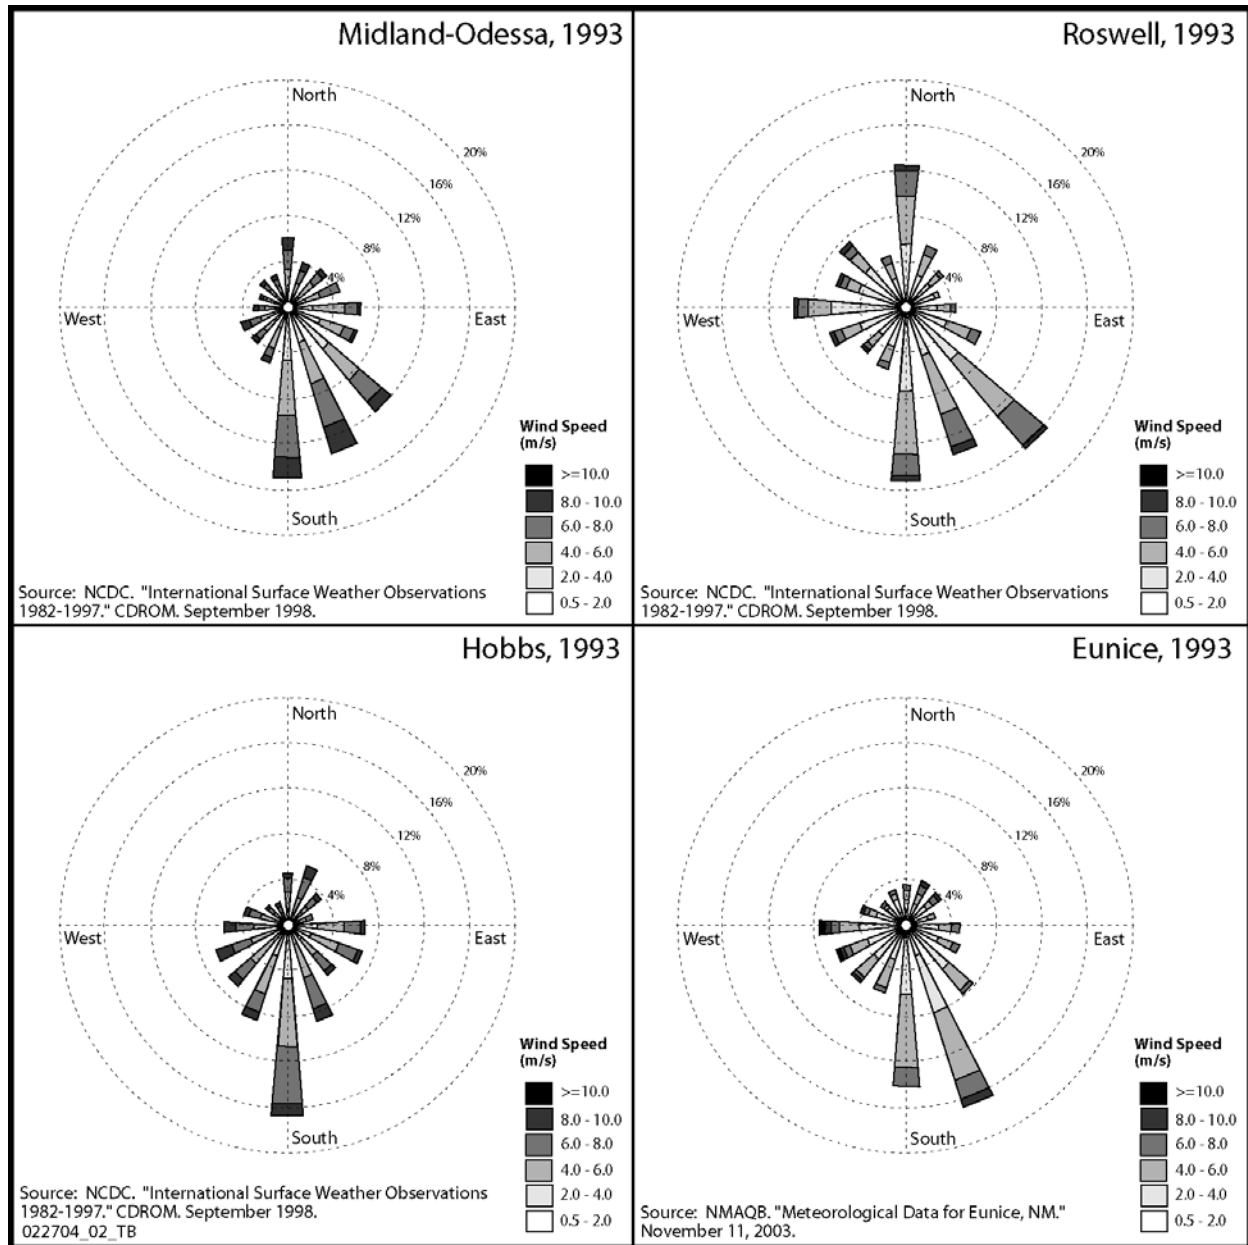 Midland-Odessa, 1993
North
20%
16%
12%
8%
4%
West
East
South
Wind Speed
(m/s)
>=10.0
8.0 - 10.0
6.0 - 8.0
4.0 - 6.0
2.0 - 4.0
0.5 - 2.0
Source: NCDC. "International Surface Weather Observations
1982-1997." CDROM. September 1998.
Roswell, 1993
North
20%
16%
12%
8%
4%
West
East
South
Wind Speed
(m/s)
>=10.0
8.0 - 10.0
6.0 - 8.0
4.0 - 6.0
2.0 - 4.0
0.5 - 2.0
Source: NCDC. "International Surface Weather Observations
1982-1997." CDROM. September 1998.
Hobbs, 1993
North
20%
16%
12%
8%
4%
West
East
South
Wind Speed
(m/s)
>=10.0
8.0 - 10.0
6.0 - 8.0
4.0 - 6.0
2.0 - 4.0
0.5 - 2.0
Source: NCDC. "International Surface Weather Observations
1982-1997." CDROM. September 1998.
022704_02_TB
Eunice, 1993
North
20%
16%
12%
8%
4%
West
East
South
Wind Speed
(m/s)
>=10.0
8.0 - 10.0
6.0 - 8.0
4.0 - 6.0
2.0 - 4.0
0.5 - 2.0
Source: NMAQB. "Meteorological Data for Eunice, NM."
November 11, 2003.